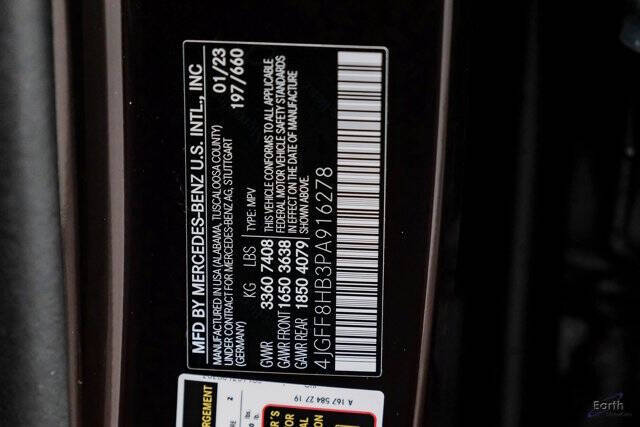 MFD BY MERCEDES-BENZ U.S. INTL., INC
MANUFACTURED IN USA (ALABAMA, TUSCALOOSA COUNTY)
UNDER CONTRACT FOR MERCEDES-BENZ AG, STUTTGART
(GERMANY)
01/23
197/660
KG LBS TYPE: MPV
GVWR 3360 7408
GAWR FRONT 1650 3638
GAWR REAR 1850 4079
THIS VEHICLE CONFORMS TO ALL APPLICABLE
FEDERAL MOTOR VEHICLE SAFETY STANDARDS
IN EFFECT ON THE DATE OF MANUFACTURE
SHOWN ABOVE.
4JGFF8HB3PA916278
A 167 584 27 19
2
lbs.
Earth